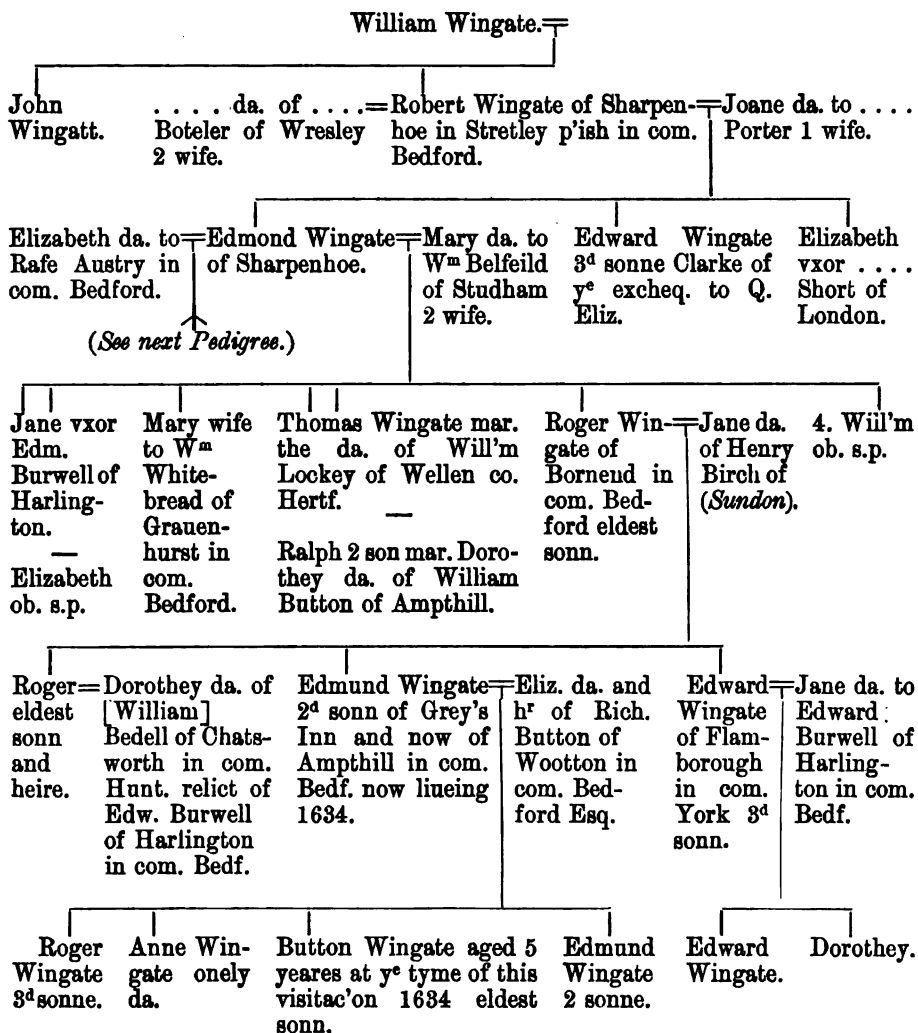 William Wingate.
John
Wingatt.
. . . . da. of . . . .
Boteler of Wresley
2 wife.
Robert Wingate of Sharpen-
hoe in Stretley p'ish in com.
Bedford.
Joane da. to . . . .
Porter 1 wife.
Elizabeth da. to
Rafe Austry in
com. Bedford.
Edmond Wingate
of Sharpenhoe.
Mary da. to
Wᵐ Belfeild
of Studham
2 wife.
Edward Wingate
3ᵈ sonne Clarke of
yᵉ excheq. to Q.
Eliz.
Elizabeth
vxor . . . .
Short of
London.
(See next Pedigree.)
Jane vxor
Edm.
Burwell of
Harling-
ton.
—
Elizabeth
ob. s.p.
Mary wife
to Wᵐ
White-
bread of
Grauen-
hurst in
com.
Bedford.
Thomas Wingate mar.
the da. of Will'm
Lockey of Wellen co.
Hertf.
—
Ralph 2 son mar. Doro-
they da. of William
Button of Ampthill.
Roger Win-
gate of
Borneud in
com. Bed-
ford eldest
sonn.
Jane da.
of Henry
Birch of
(Sundon).
4. Will'm
ob. s.p.
Roger
eldest
sonn
and
heire.
Dorothey da. of
[William]
Bedell of Chats-
worth in com.
Hunt. relict of
Edw. Burwell
of Harlington
in com. Bedf.
Edmund Wingate
2ᵈ sonn of Grey's
Inn and now of
Ampthill in com.
Bedf. now liueing
1634.
Eliz. da. and
hʳ of Rich.
Button of
Wootton in
com. Bed-
ford Esq.
Edward
Wingate
of Flam-
borough
in com.
York 3ᵈ
sonn.
Jane da. to
Edward
Burwell of
Harling-
ton in com.
Bedf.
Roger
Wingate
3ᵈ sonne.
Anne Win-
gate onely
da.
Button Wingate aged 5
yeares at yᵉ tyme of this
visitac'on 1634 eldest
sonn.
Edmund
Wingate
2 sonne.
Edward
Wingate.
Dorothey.